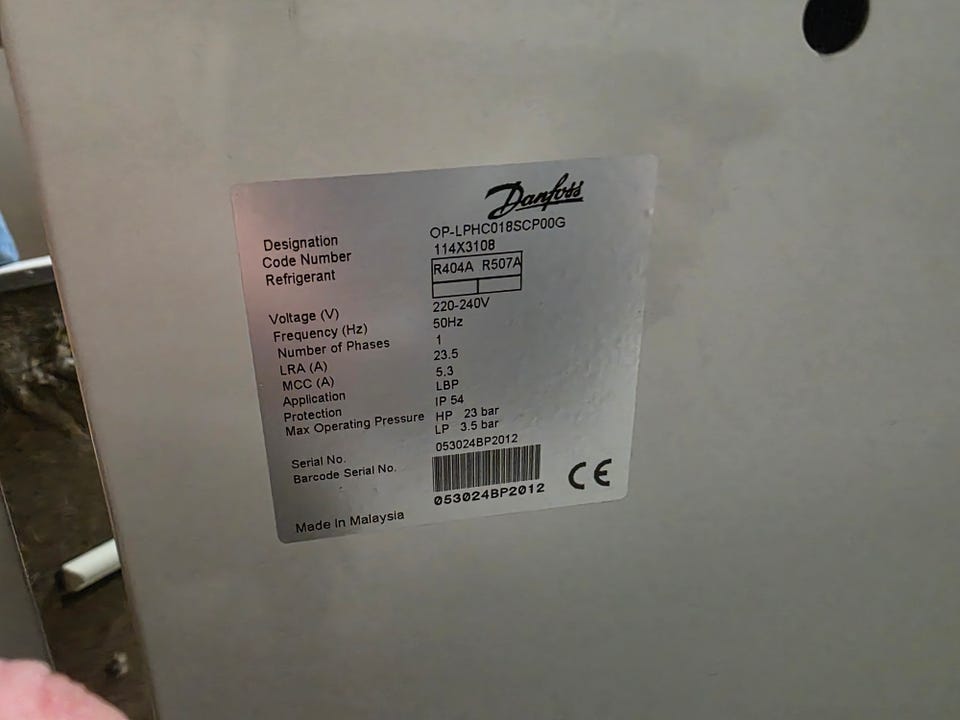 Danfoss
Designation OP-LPHC018SCP00G
Code Number 114X3108
Refrigerant R404A R507A
Voltage (V) 220-240V
Frequency (Hz) 50Hz
Number of Phases 1
LRA (A) 23.5
MCC (A) 5.3
Application LBP
Protection IP 54
Max Operating Pressure HP 23 bar
LP 3.5 bar
Serial No. 053024BP2012
Barcode Serial No.
053024BP2012
CE
Made In Malaysia